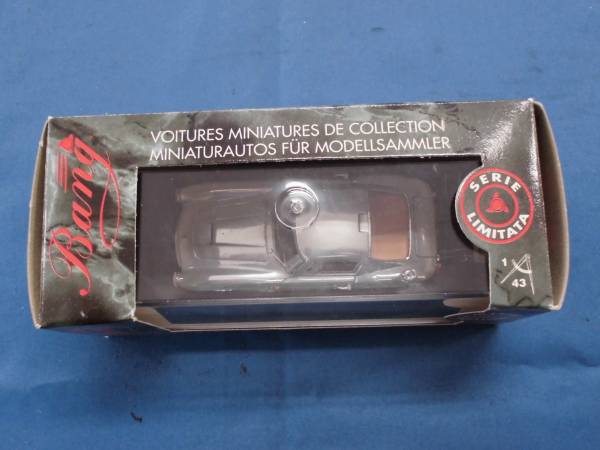 Bang
VOITURES MINIATURES DE COLLECTION
MINIATURAUTOS FÜR MODELLSAMMLER
SERIE
LIMITATA
1
43